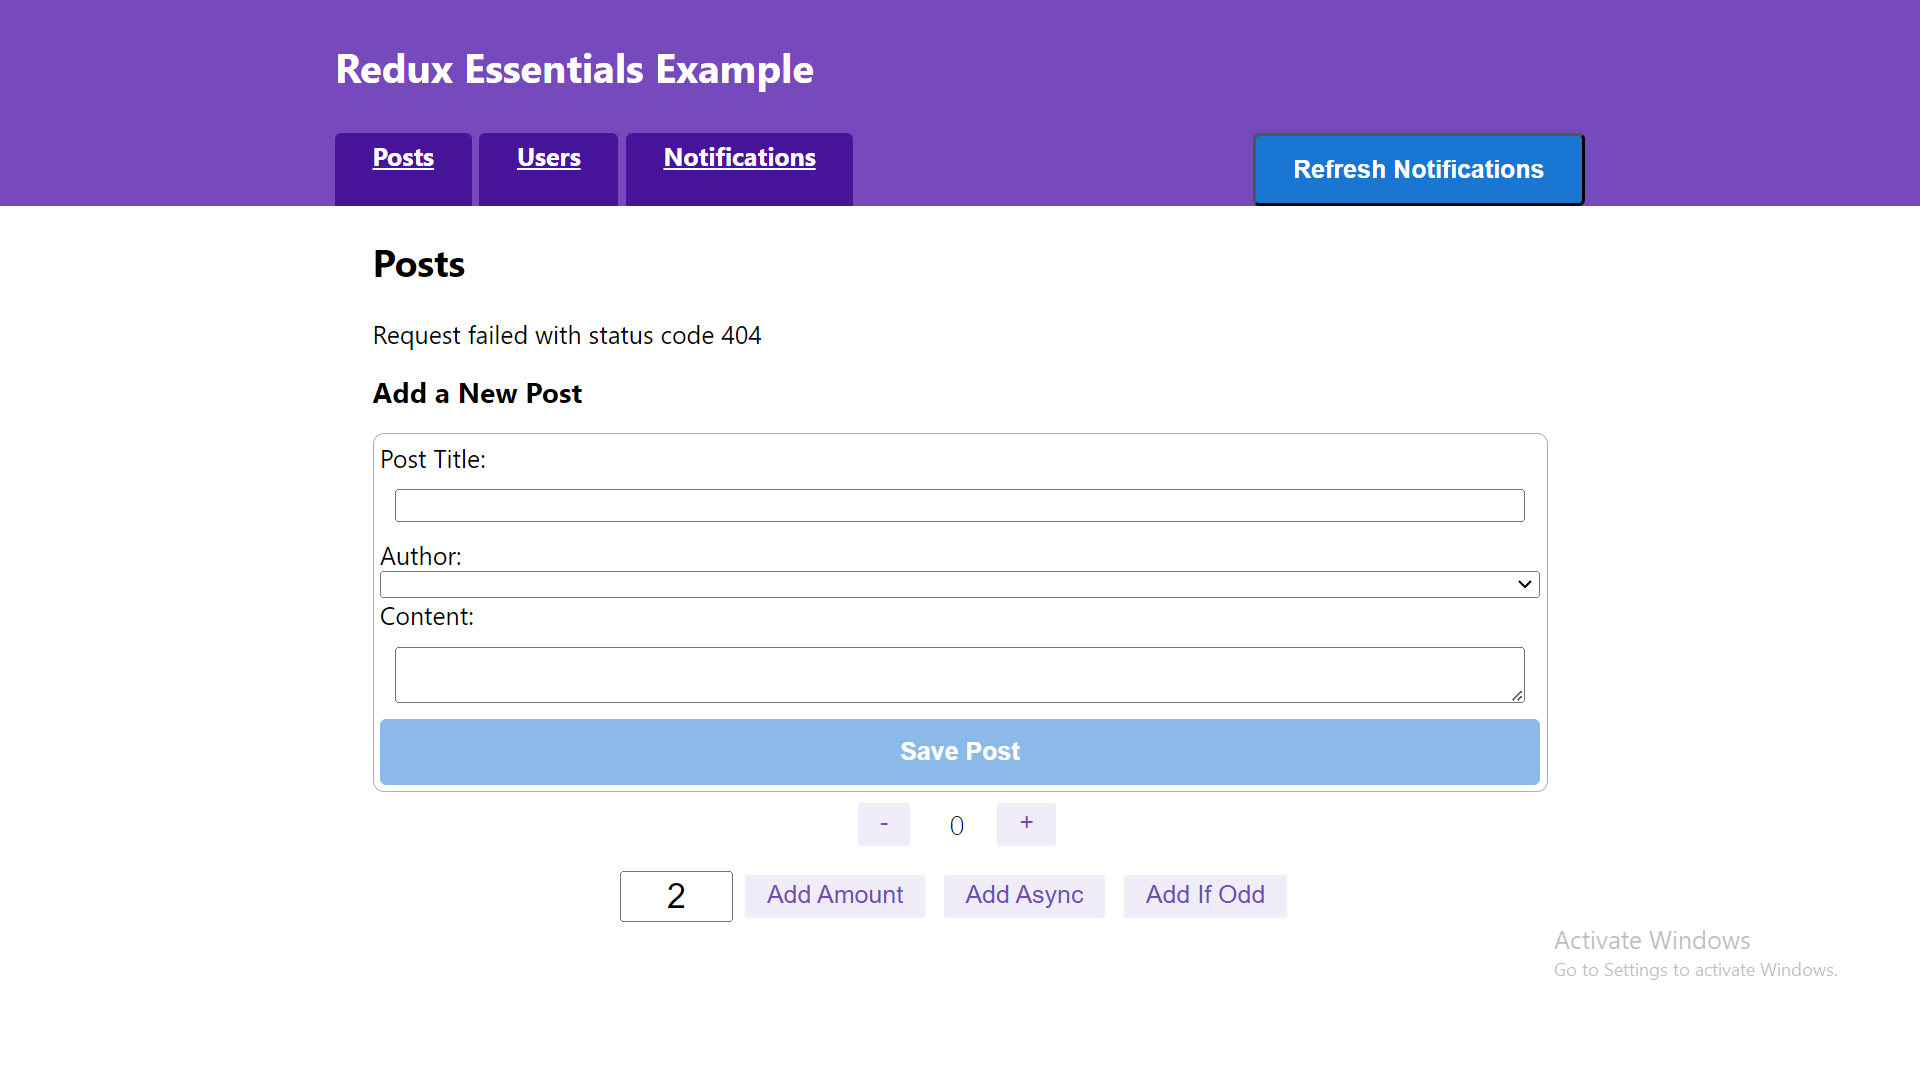 Redux Essentials Example
Posts Users Notifications Refresh Notifications
Posts
Request failed with status code 404
Add a New Post
Post Title:
Author:
Content:
Save Post
- 0 +
2 Add Amount Add Async Add If Odd
Activate Windows
Go to Settings to activate Windows.